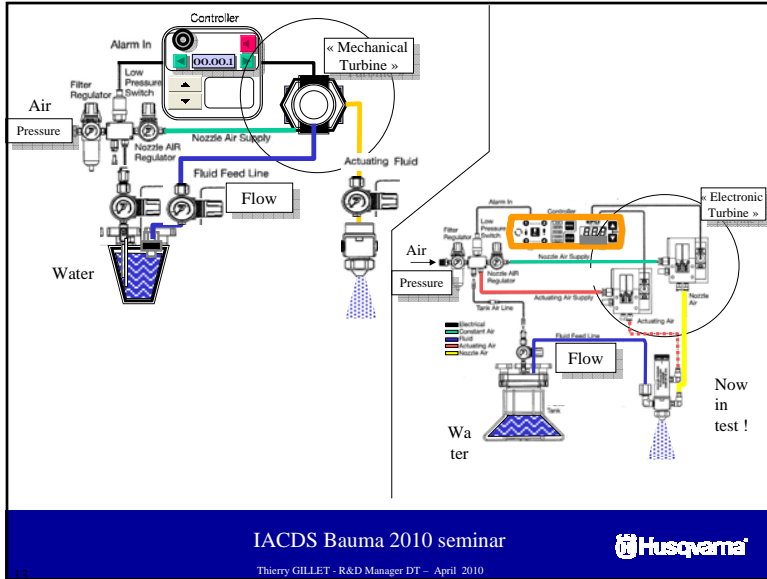 Controller
Alarm In
00.00.1
« Mechanical
Turbine »
Low
Pressure
Switch
Filter
Regulator
Air
Pressure
Nozzle AIR
Regulator
Nozzle Air Supply
Actuating Fluid
Fluid Feed Line
Flow
Water
Alarm In
Controller
« Electronic
Turbine »
Low
Pressure
Switch
Filter
Regulator
Air
Pressure
Nozzle Air Supply
Nozzle AIR
Regulator
Actuating Air Supply
Nozzle
Air
Actuating Air
Tank Air Line
Electrical
Constant Air
Fluid
Actuating Air
Nozzle Air
Fluid Feed Line
Flow
Tank
Wa
ter
Now
in
test !
IACDS Bauma 2010 seminar
Thierry GILLET - R&D Manager DT – April 2010
Husqvarna